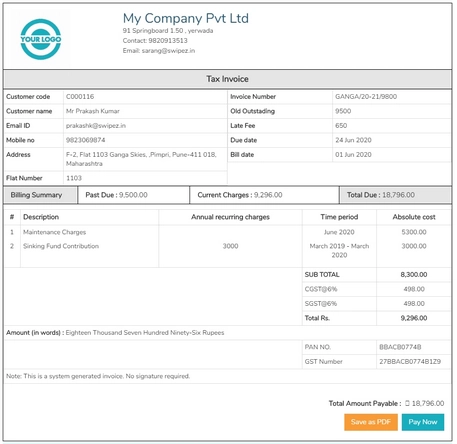 YOUR LOGO
My Company Pvt Ltd
91 Springboard 1.50 , yerwada
Contact: 9820913513
Email: sarang@swipez.in
Tax Invoice
Customer code C000116 Invoice Number GANGA/20-21/9800
Customer name Mr Prakash Kumar Old Outstading 9500
Email ID prakashk@swipez.in Late Fee 650
Mobile no 9823069874 Due date 24 Jun 2020
Address F-2, Flat 1103 Ganga Skies, ,Pimpri, Pune-411 018, Bill date 01 Jun 2020
Maharashtra
Flat Number 1103
Billing Summary Past Due : 9,500.00 Current Charges : 9,296.00 Total Due : 18,796.00
# Description Annual recurring charges Time period Absolute cost
1 Maintenance Charges June 2020 5300.00
2 Sinking Fund Contribution 3000 March 2019 - March 3000.00
2020
SUB TOTAL 8,300.00
CGST@6% 498.00
SGST@6% 498.00
Total Rs. 9,296.00
Amount (in words) : Eighteen Thousand Seven Hundred Ninety-Six Rupees
PAN NO. BBACB0774B
GST Number 27BBACB0774B1Z9
Note: This is a system generated invoice. No signature required.
Total Amount Payable : 18,796.00
Save as PDF Pay Now